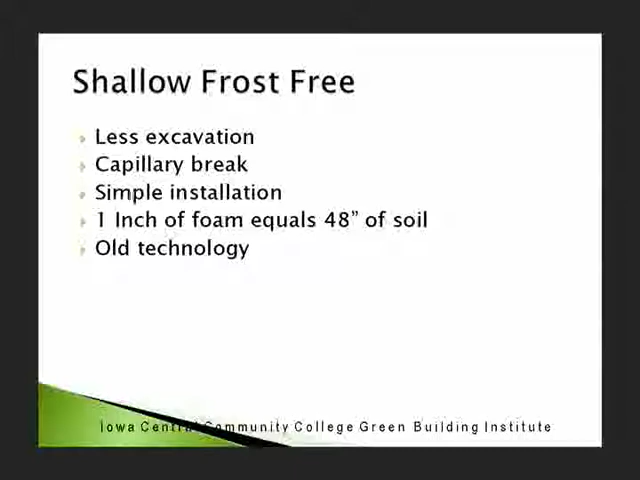 Shallow Frost Free
Less excavation
Capillary break
Simple installation
1 Inch of foam equals 48” of soil
Old technology
Iowa Central Community College Green Building Institute